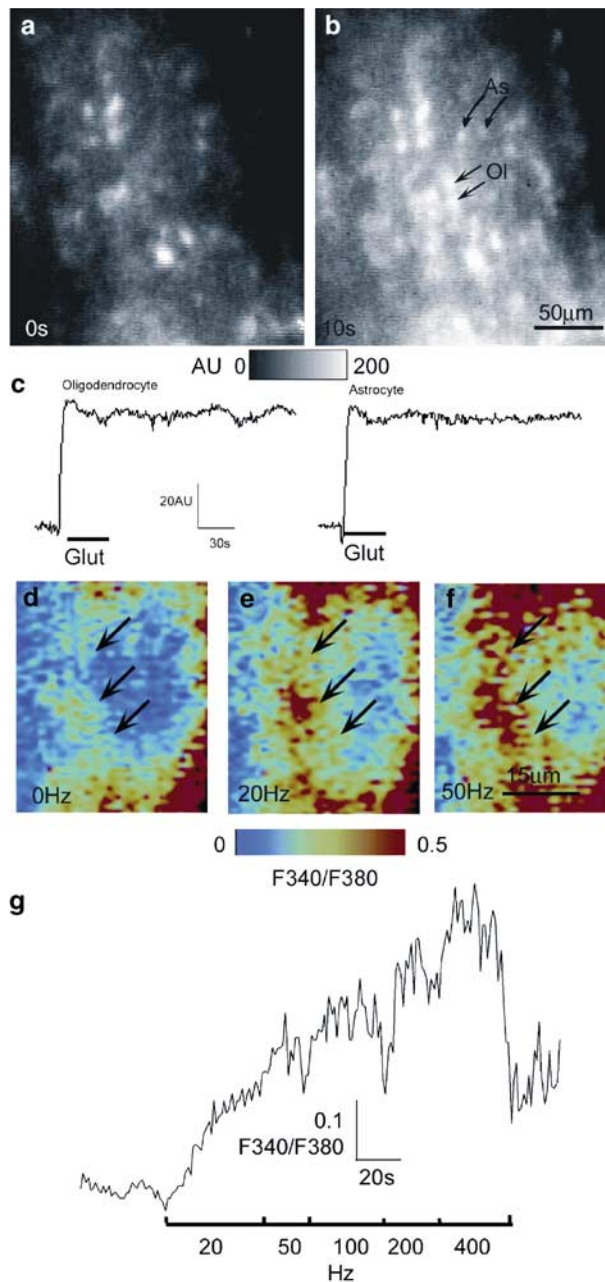 a
b
As
Ol
0s
10s
50µm
AU 0 200
c
Oligodendrocyte
Astrocyte
20AU
30s
Glut
Glut
d
e
f
0Hz
20Hz
50Hz
15µm
0 0.5
F340/F380
g
0.1
F340/F380
20s
20 50 100 200 400
Hz